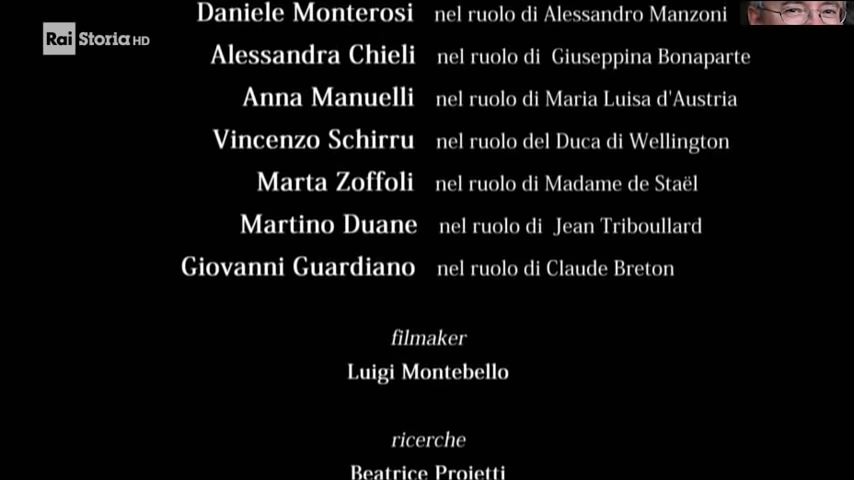 Daniele Monterosi nel ruolo di Alessandro Manzoni
Rai Storia HD
Alessandra Chieli nel ruolo di Giuseppina Bonaparte
Anna Manuelli nel ruolo di Maria Luisa d'Austria
Vincenzo Schirru nel ruolo del Duca di Wellington
Marta Zoffoli nel ruolo di Madame de Staël
Martino Duane nel ruolo di Jean Triboullard
Giovanni Guardiano nel ruolo di Claude Breton
filmaker
Luigi Montebello
ricerche
Beatrice Proietti